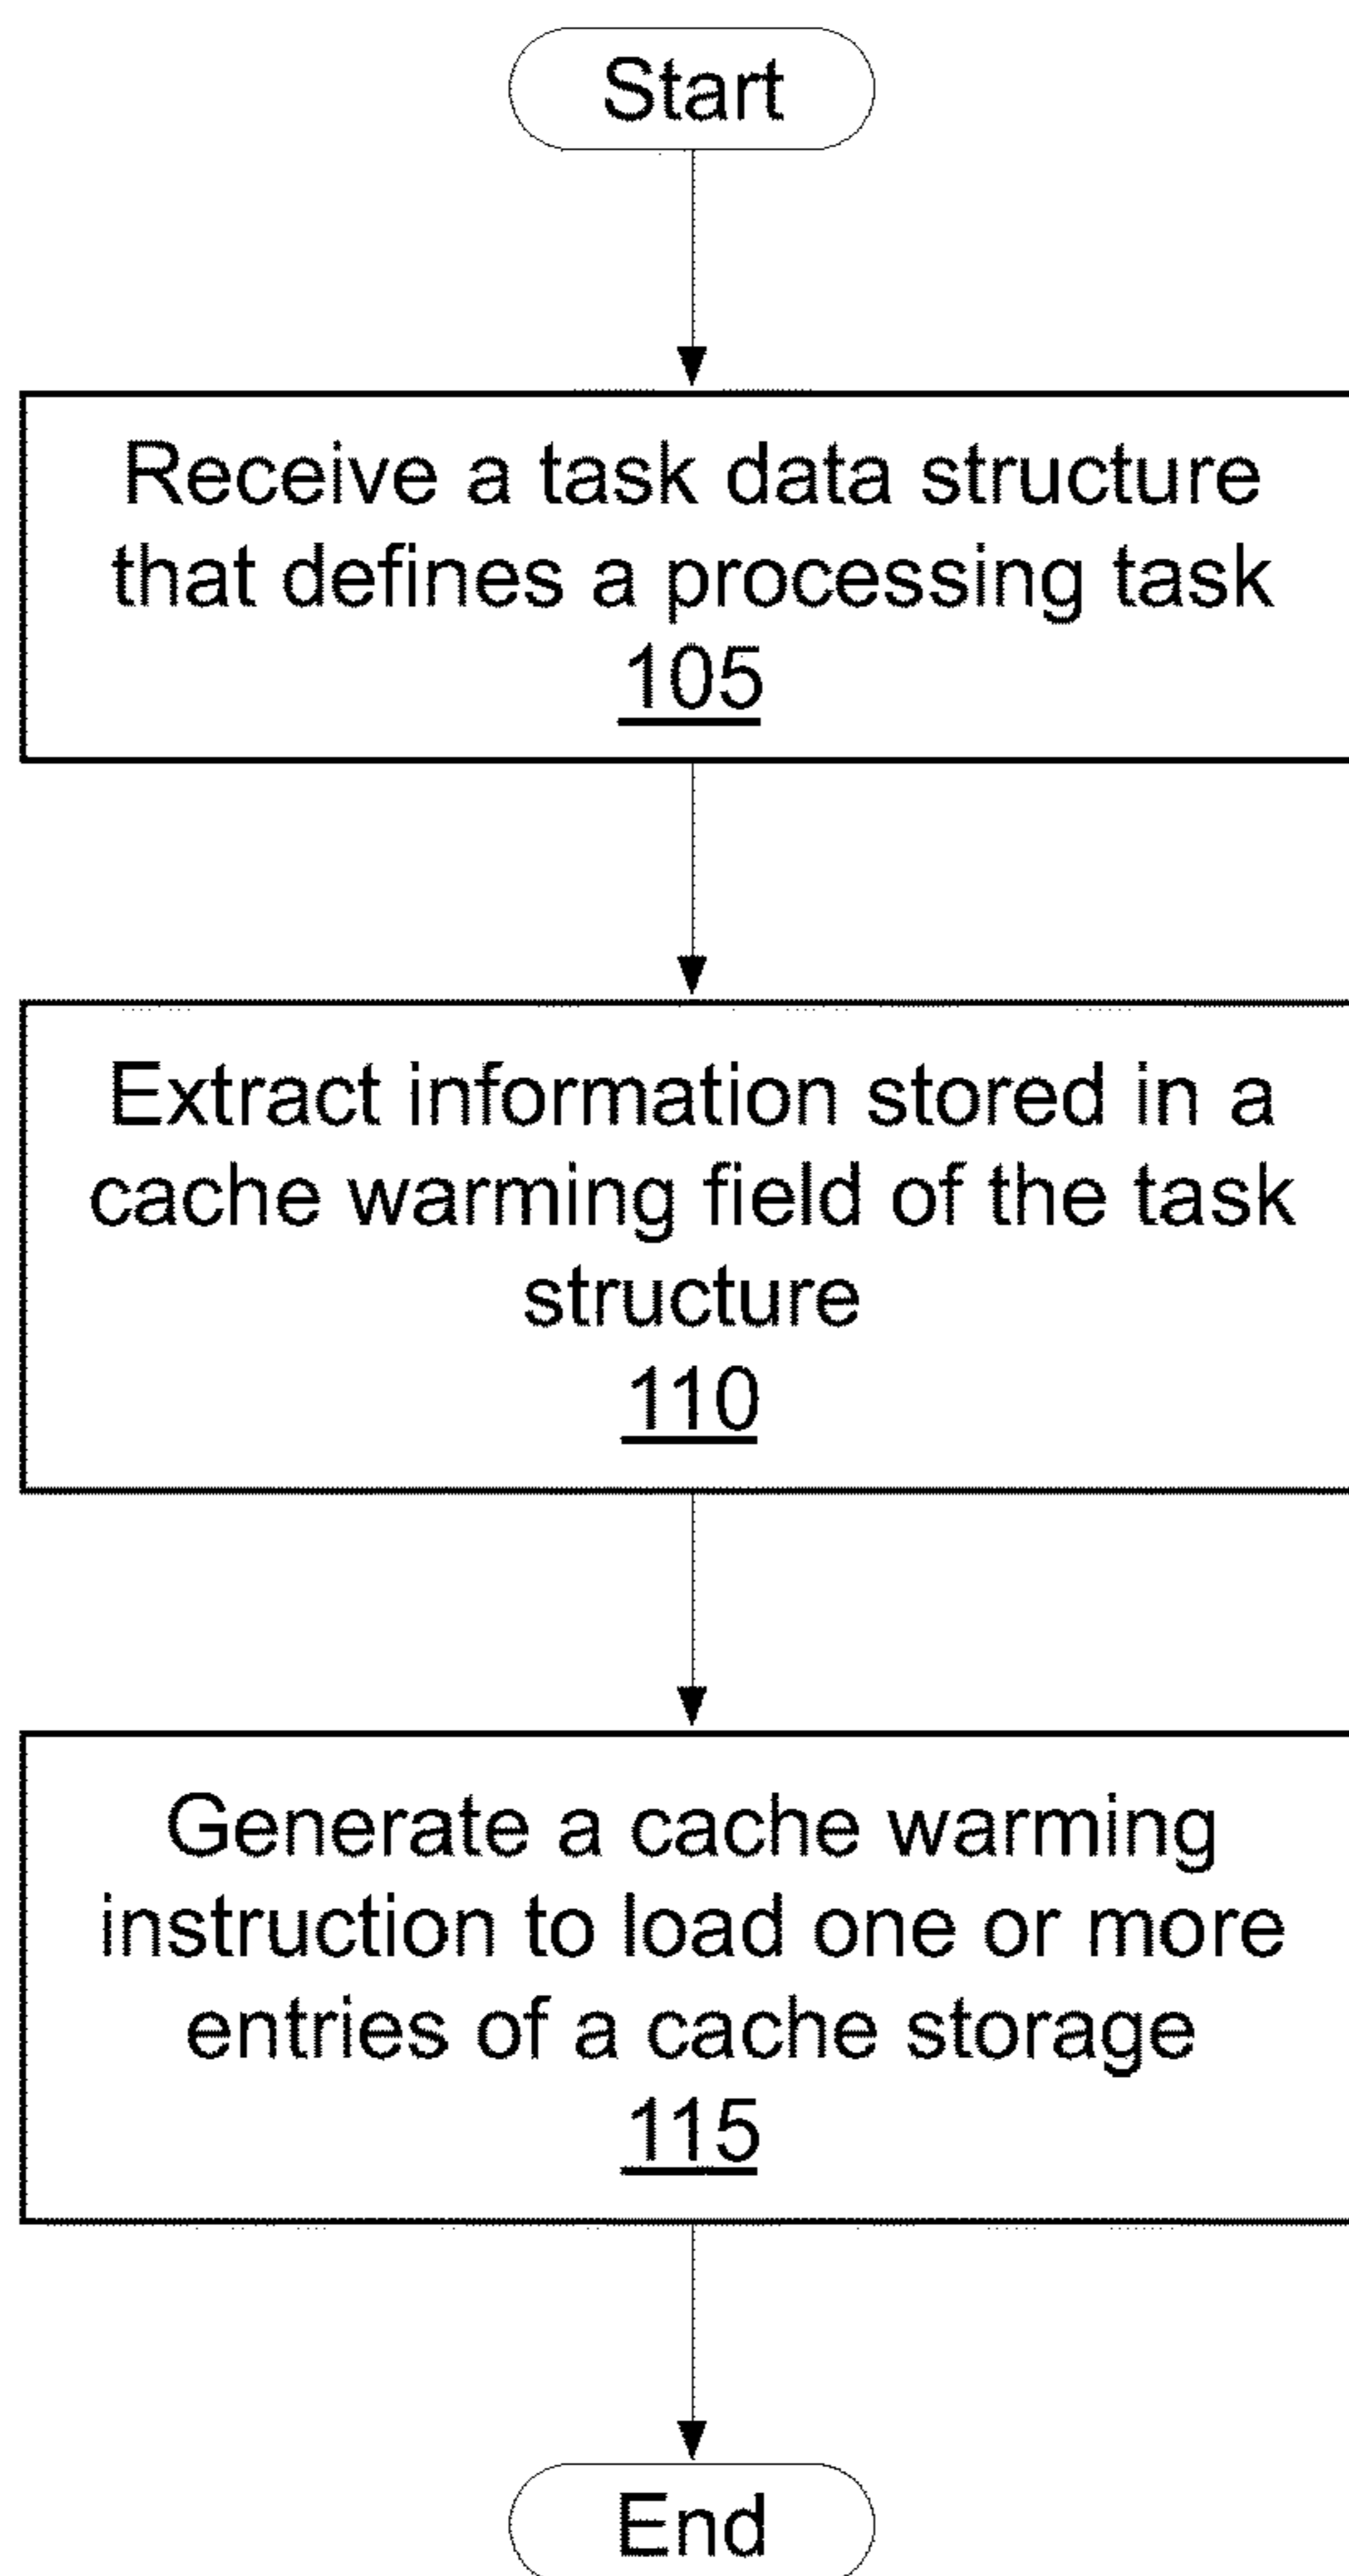 Start
Receive a task data structure
that defines a processing task
105
Extract information stored in a
cache warming field of the task
structure
110
Generate a cache warming
instruction to load one or more
entries of a cache storage
115
End